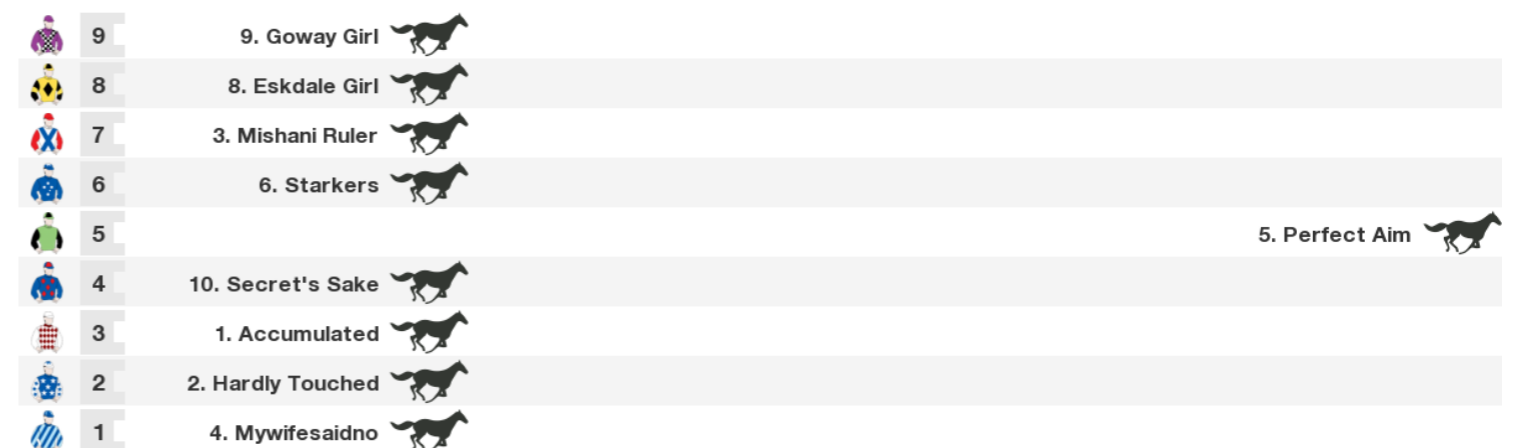 9 9. Goway Girl
8 8. Eskdale Girl
7 3. Mishani Ruler
6 6. Starkers
5 5. Perfect Aim
4 10. Secret's Sake
3 1. Accumulated
2 2. Hardly Touched
1 4. Mywifesaidno